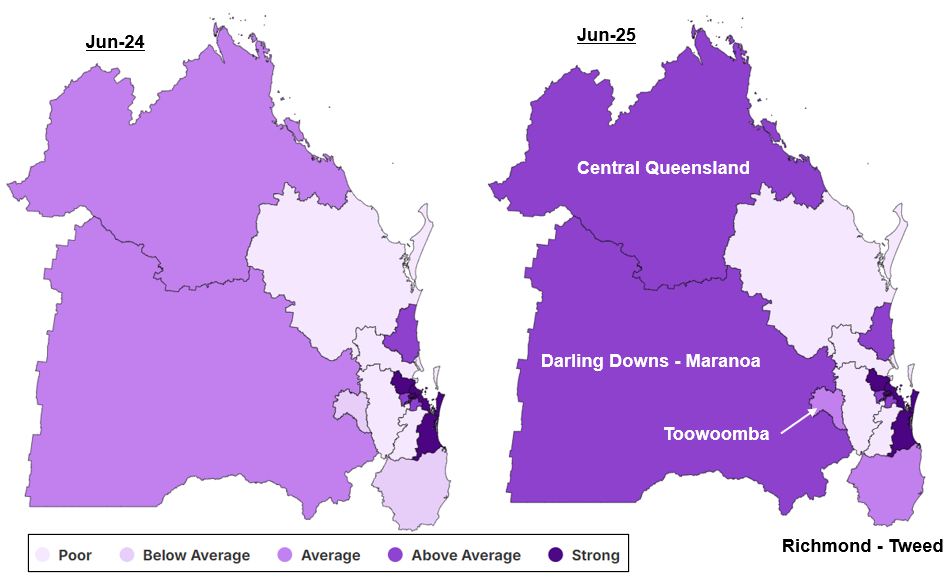 Jun-24
Jun-25
Central Queensland
Darling Downs - Maranoa
Toowoomba
Richmond - Tweed
Poor
Below Average
Average
Above Average
Strong